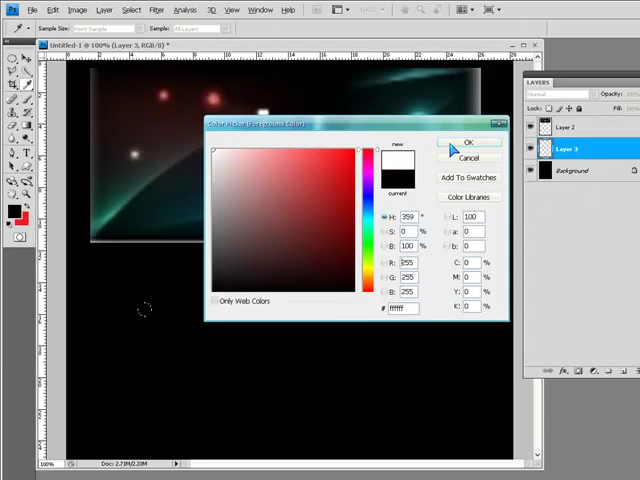 Ps File Edit Image Layer Select Filter Analysis 3D View Window Help 100%
Sample Size: Point Sample Sample: All Layers
Untitled-1 @ 100% (Layer 3, RGB/8) *
LAYERS
Normal Opacity:
Lock: Fill:
Layer 2
Layer 3
Background
Color Picker (Foreground Color)
new
current
OK
Cancel
Add To Swatches
Color Libraries
H: 359 °
S: 0 %
B: 100 %
R: 255
G: 255
B: 255
# ffffff
L: 100
a: 0
b: 0
C: 0 %
M: 0 %
Y: 0 %
K: 0 %
Only Web Colors
100% Doc: 2.71M/2.33M